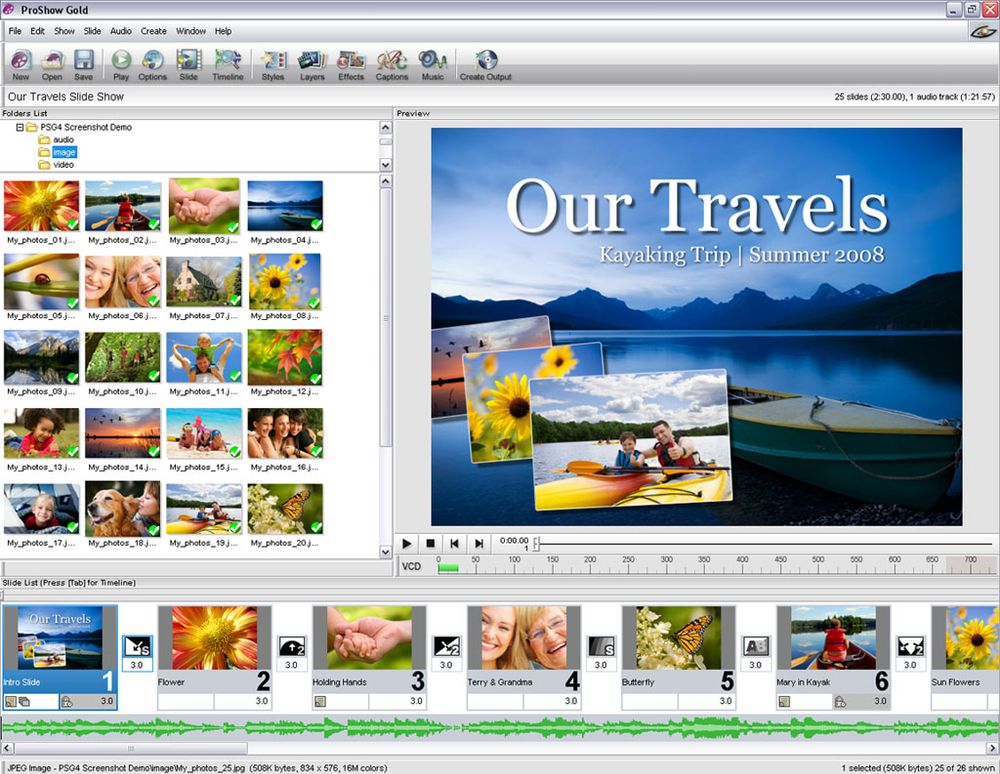 ProShow Gold
File Edit Show Slide Audio Create Window Help
New Open Save Play Options Slide Timeline Styles Layers Effects Captions Music Create Output
Our Travels Slide Show
25 slides (2:30.00), 1 audio track (1:21.57)
Folders List
Preview
PSG4 Screenshot Demo
audio
image
video
My_photos_01.j... My_photos_02.j... My_photos_03.j... My_photos_04.j...
My_photos_05.j... My_photos_06.j... My_photos_07.j... My_photos_08.j...
My_photos_09.j... My_photos_10.j... My_photos_11.j... My_photos_12.j...
My_photos_13.j... My_photos_14.j... My_photos_15.j... My_photos_16.j...
My_photos_17.j... My_photos_18.j... My_photos_19.j... My_photos_20.j...
Our Travels
Kayaking Trip | Summer 2008
0:00.00
1
VCD 0 50 100 150 200 250 300 350 400 450 500 550 600 650 700
Slide List (Press [Tab] for Timeline)
Our Travels
S 2 2 S AB 2
3.0 3.0 3.0 3.0 3.0 3.0
Intro Slide 1 Flower 2 Holding Hands 3 Terry & Grandma 4 Butterfly 5 Mary in Kayak 6 Sun Flowers
3.0 3.0 3.0 3.0 3.0 3.0
JPEG Image - PSG4 Screenshot Demo\image\My_photos_25.jpg (508K bytes, 834 x 576, 16M colors)
1 selected (508K bytes) 25 of 26 shown